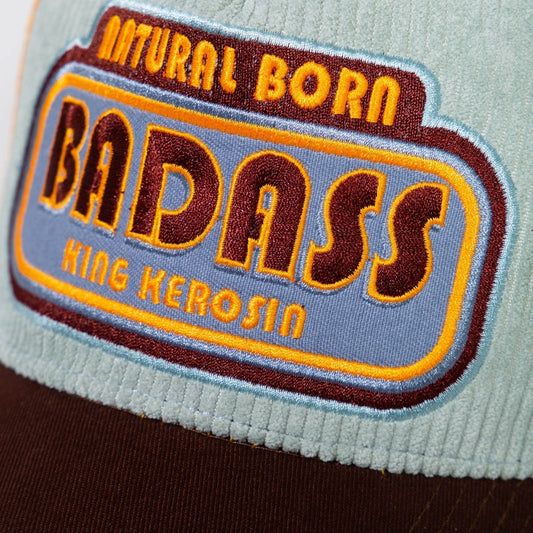 NATURAL BORN
BADASS
KING KEROSIN